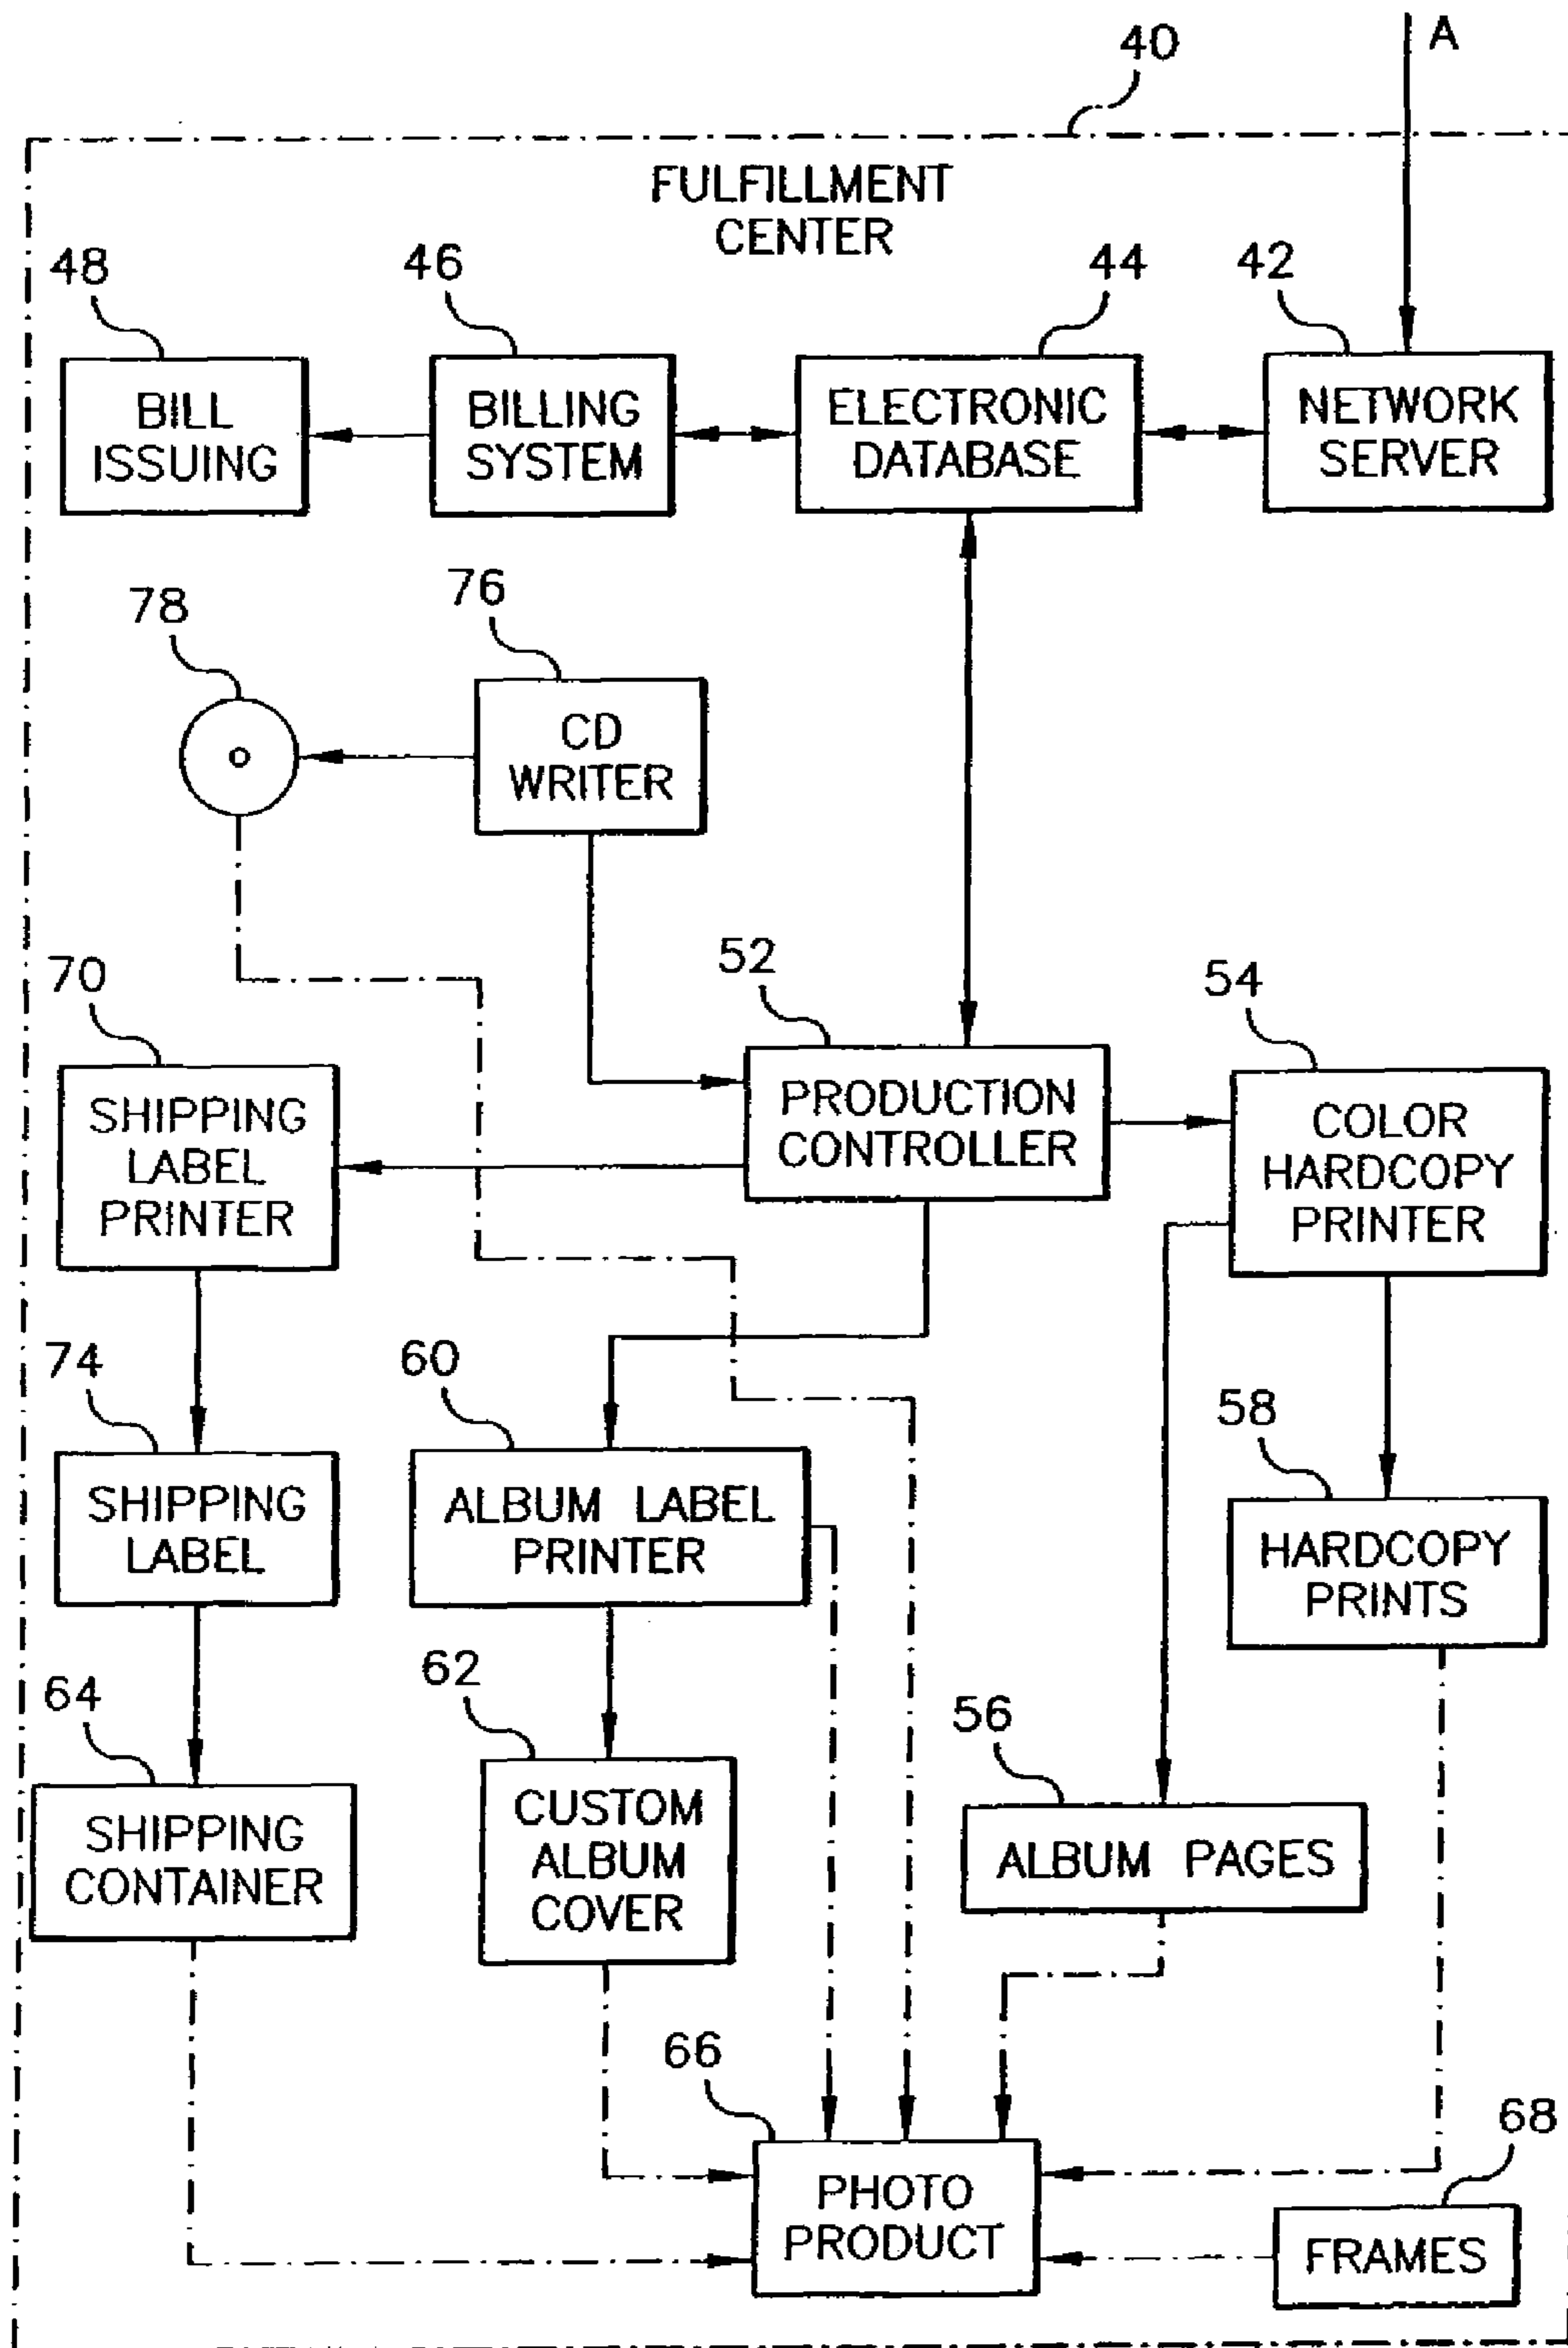 A
40
FULFILLMENT
CENTER
48
46
44
42
BILL
ISSUING
BILLING
SYSTEM
ELECTRONIC
DATABASE
NETWORK
SERVER
78
76
CD
WRITER
70
52
54
SHIPPING
LABEL
PRINTER
PRODUCTION
CONTROLLER
COLOR
HARDCOPY
PRINTER
74
60
58
SHIPPING
LABEL
ALBUM LABEL
PRINTER
HARDCOPY
PRINTS
64
62
56
SHIPPING
CONTAINER
CUSTOM
ALBUM
COVER
ALBUM PAGES
66
68
PHOTO
PRODUCT
FRAMES